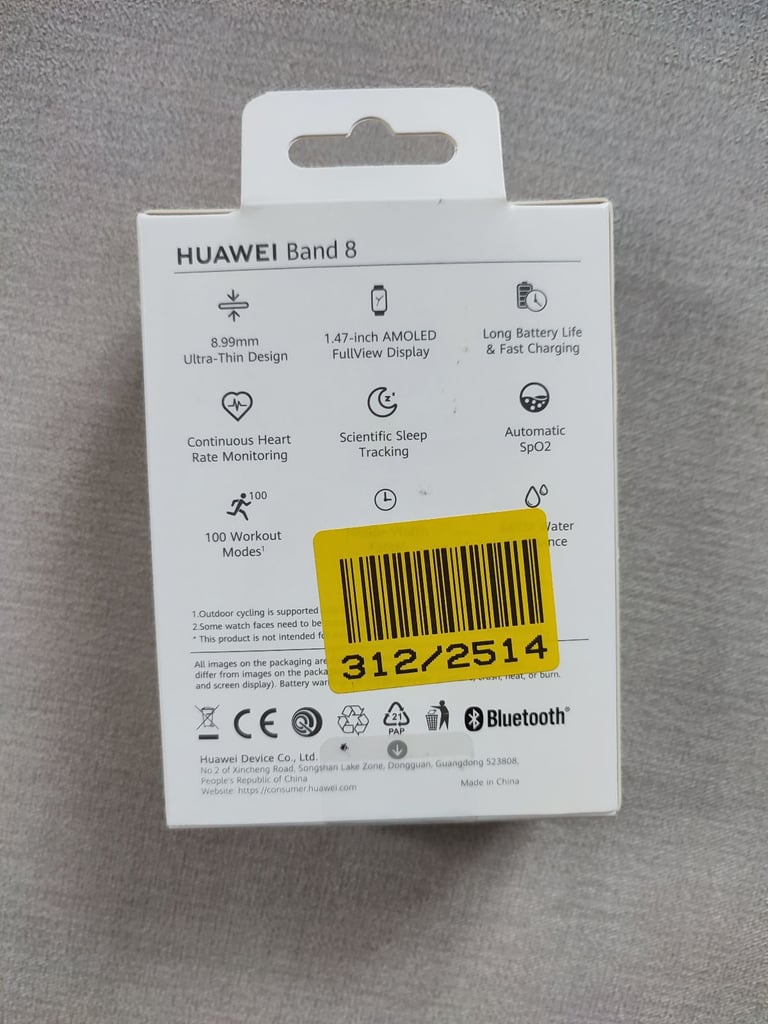 HUAWEI Band 8
8.99mm
Ultra-Thin Design
1.47-inch AMOLED
FullView Display
Long Battery Life
& Fast Charging
Continuous Heart
Rate Monitoring
Scientific Sleep
Tracking
Automatic
SpO2
100
100 Workout
Modes¹
Water
nce
312/2514
1.Outdoor cycling is supported
2.Some watch faces need to be
* This product is not intended
All images on the packaging are
differ from images on the
and screen display). Battery
heat, or burn.
CE
21
PAP
Bluetooth®
Huawei Device Co., Ltd.
No.2 of Xincheng Road, Songshan Lake Zone, Dongguan, Guangdong 523808,
People's Republic of China
Website: https://consumer.huawei.com
Made in China